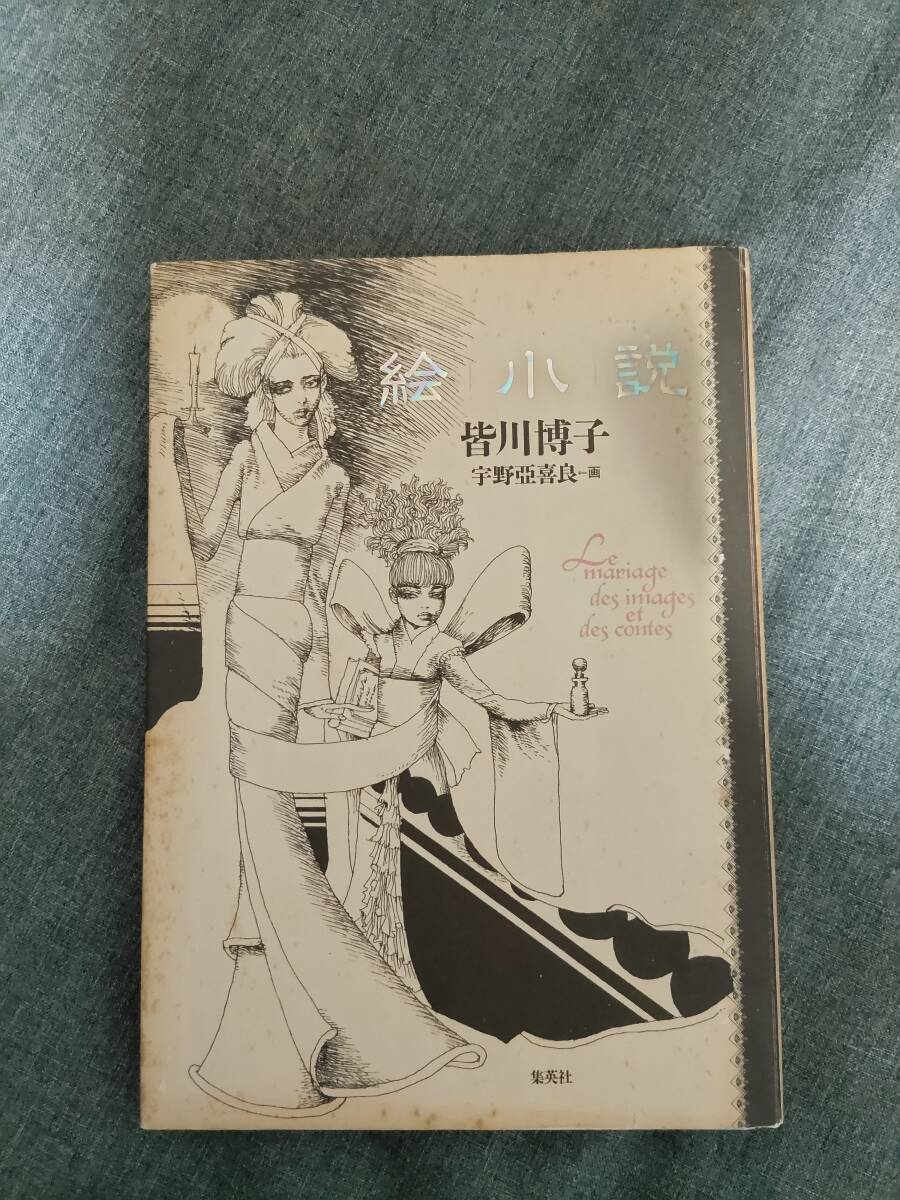 絵|小|説
皆川博子
宇野亞喜良―画
Le
mariage
des images
et
des contes
集英社